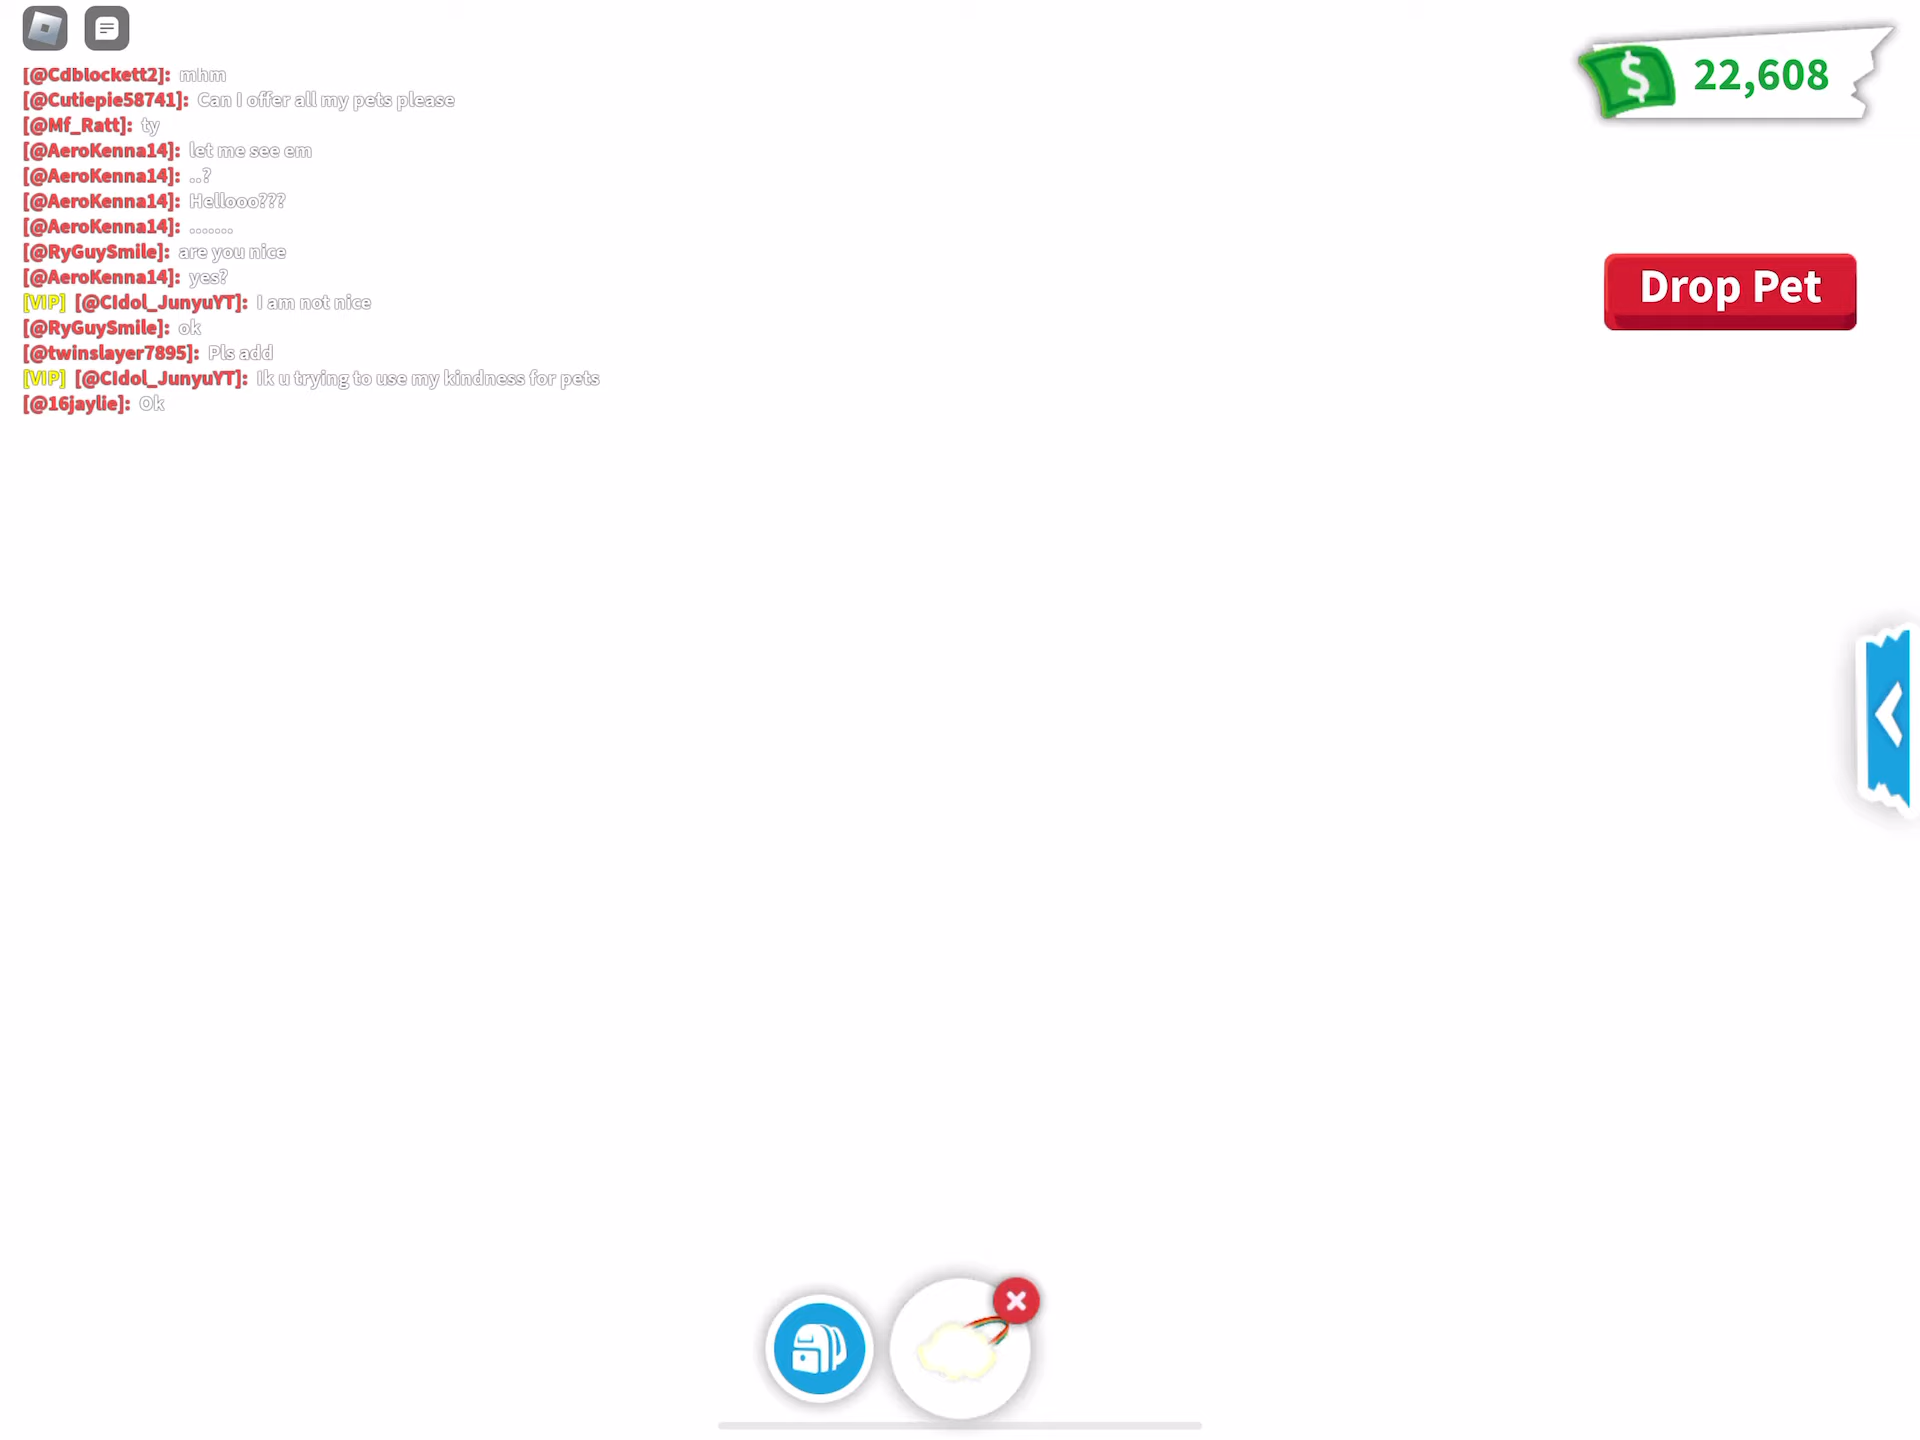 [@Cdblockett2]: mhm
[@Cutiepie58741]: Can I offer all my pets please
[@Mf_Ratt]: ty
[@AeroKenna14]: let me see em
[@AeroKenna14]: ..?
[@AeroKenna14]: Hellooo???
[@AeroKenna14]: .......
[@RyGuySmile]: are you nice
[@AeroKenna14]: yes?
[VIP] [@CIdol_JunyuYT]: I am not nice
[@RyGuySmile]: ok
[@twinslayer7895]: Pls add
[VIP] [@CIdol_JunyuYT]: Ik u trying to use my kindness for pets
[@16jaylie]: Ok
$ 22,608
Drop Pet